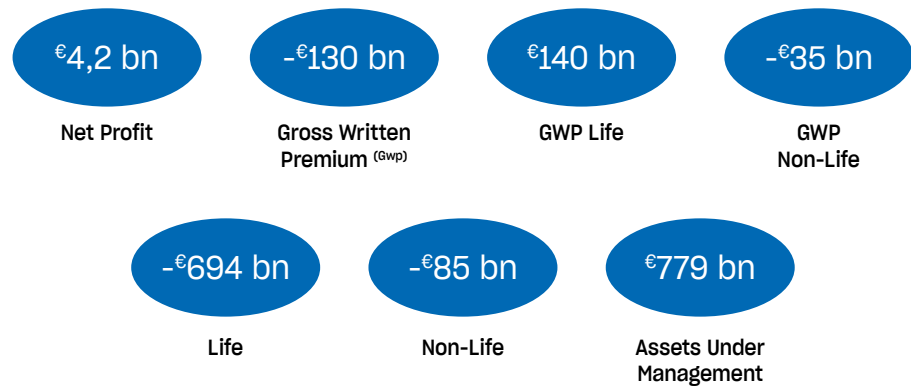 €4,2 bn
-€130 bn
€140 bn
-€35 bn
Net Profit
Gross Written
Premium (Gwp)
GWP Life
GWP
Non-Life
-€694 bn
-€85 bn
€779 bn
Life
Non-Life
Assets Under
Management